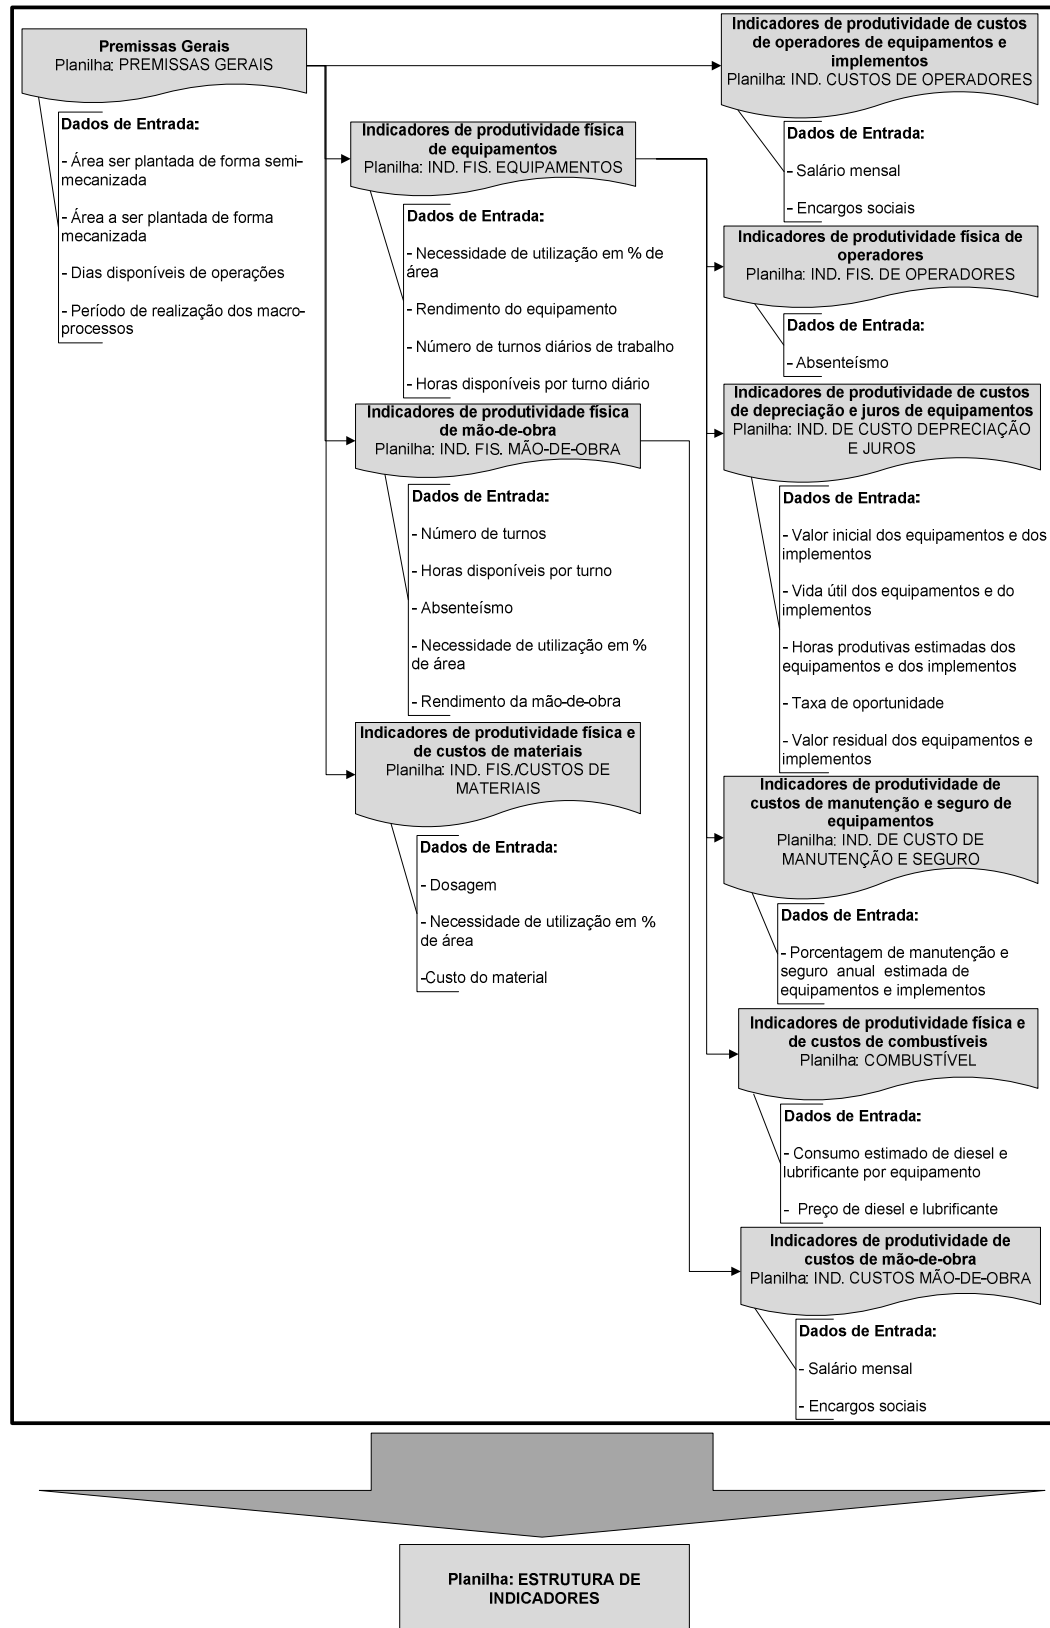 Premissas Gerais
Planilha: PREMISSAS GERAIS
Dados de Entrada:
- Área ser plantada de forma semi-
mecanizada
- Área a ser plantada de forma
mecanizada
- Dias disponíveis de operações
- Período de realização dos macro-
processos
Indicadores de produtividade física
de equipamentos
Planilha: IND. FIS. EQUIPAMENTOS
Dados de Entrada:
- Necessidade de utilização em % de
área
- Rendimento do equipamento
- Número de turnos diários de trabalho
- Horas disponíveis por turno diário
Indicadores de produtividade física
de mão-de-obra
Planilha: IND. FIS. MÃO-DE-OBRA
Dados de Entrada:
- Número de turnos
- Horas disponíveis por turno
- Absenteísmo
- Necessidade de utilização em %
de área
- Rendimento da mão-de-obra
Indicadores de produtividade física e
de custos de materiais
Planilha: IND. FIS./CUSTOS DE
MATERIAIS
Dados de Entrada:
- Dosagem
- Necessidade de utilização em %
de área
-Custo do material
Indicadores de produtividade de custos
de operadores de equipamentos e
implementos
Planilha: IND. CUSTOS DE OPERADORES
Dados de Entrada:
- Salário mensal
- Encargos sociais
Indicadores de produtividade física de
operadores
Planilha: IND. FIS. DE OPERADORES
Dados de Entrada:
- Absenteísmo
Indicadores de produtividade de custos
de depreciação e juros de equipamentos
Planilha: IND. DE CUSTO DEPRECIAÇÃO
E JUROS
Dados de Entrada:
- Valor inicial dos equipamentos e dos
implementos
- Vida útil dos equipamentos e do
implementos
- Horas produtivas estimadas dos
equipamentos e dos implementos
- Taxa de oportunidade
- Valor residual dos equipamentos e
implementos
Indicadores de produtividade de
custos de manutenção e seguro de
equipamentos
Planilha: IND. DE CUSTO DE
MANUTENÇÃO E SEGURO
Dados de Entrada:
- Porcentagem de manutenção e
seguro anual estimada de
equipamentos e implementos
Indicadores de produtividade física e
de custos de combustíveis
Planilha: COMBUSTÍVEL
Dados de Entrada:
- Consumo estimado de diesel e
lubrificante por equipamento
- Preço de diesel e lubrificante
Indicadores de produtividade de
custos de mão-de-obra
Planilha: IND. CUSTOS MÃO-DE-OBRA
Dados de Entrada:
- Salário mensal
- Encargos sociais
Planilha: ESTRUTURA DE
INDICADORES